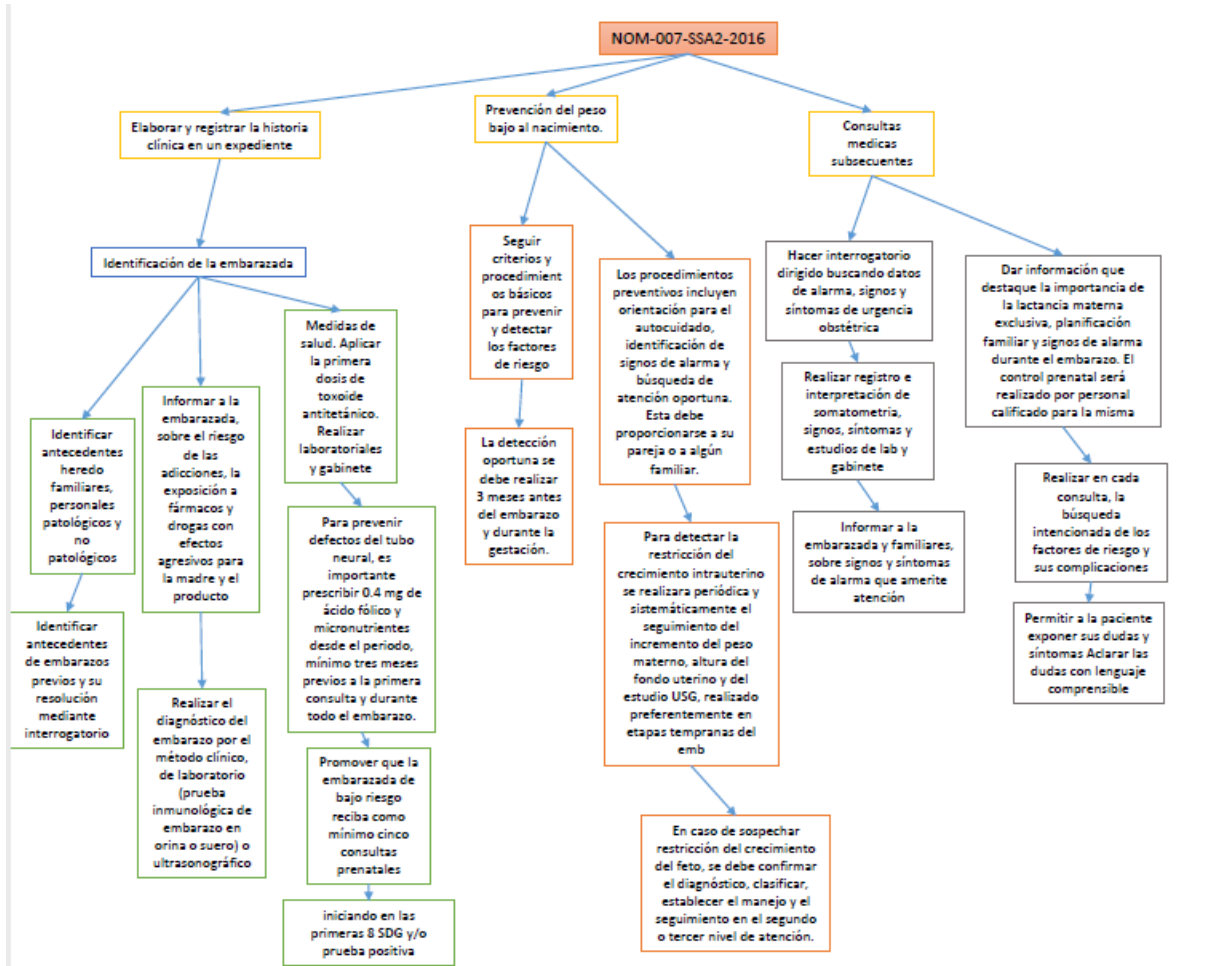 NOM-007-SSA2-2016
Elaborar y registrar la historia
clínica en un expediente
Identificación de la embarazada
Identificar
antecedentes
heredo
familiares,
personales
patológicos y
no
patológicos
Identificar
antecedentes
de embarazos
previos y su
resolución
mediante
interrogatorio
Informar a la
embarazada,
sobre el riesgo
de las
adicciones, la
exposición a
fármacos y
drogas con
efectos
agresivos para
la madre y el
producto
Realizar el
diagnóstico del
embarazo por el
método clínico,
de laboratorio
(prueba
inmunológica de
embarazo en
orina o suero) o
ultrasonográfico
Medidas de
salud. Aplicar
la primera
dosis de
toxoide
antitetánico.
Realizar
laboratoriales
y gabinete
Para prevenir
defectos del tubo
neural, es
importante
prescribir 0.4 mg de
ácido fólico y
micronutrientes
desde el periodo,
mínimo tres meses
previos a la primera
consulta y durante
todo el embarazo.
Promover que la
embarazada de
bajo riesgo
reciba como
mínimo cinco
consultas
prenatales
iniciando en las
primeras 8 SDG y/o
prueba positiva
Prevención del peso
bajo al nacimiento.
Seguir
criterios y
procedimient
os básicos
para prevenir
y detectar
los factores
de riesgo
La detección
oportuna se
debe realizar
3 meses antes
del embarazo
y durante la
gestación.
Los procedimientos
preventivos incluyen
orientación para el
autocuidado,
identificación de
signos de alarma y
búsqueda de
atención oportuna.
Esta debe
proporcionarse a su
pareja o a algún
familiar.
Para detectar la
restricción del
crecimiento intrauterino
se realizara periódica y
sistemáticamente el
seguimiento del
incremento del peso
materno, altura del
fondo uterino y del
estudio USG, realizado
preferentemente en
etapas tempranas del
emb
En caso de sospechar
restricción del crecimiento
del feto, se debe confirmar
el diagnóstico, clasificar,
establecer el manejo y el
seguimiento en el segundo
o tercer nivel de atención.
Consultas
medicas
subsecuentes
Hacer interrogatorio
dirigido buscando datos
de alarma, signos y
síntomas de urgencia
obstétrica
Realizar registro e
interpretación de
somatometria,
signos, síntomas y
estudios de lab y
gabinete
Informar a la
embarazada y familiares,
sobre signos y síntomas
de alarma que amerite
atención
Dar información que
destaque la importancia de
la lactancia materna
exclusiva, planificación
familiar y signos de alarma
durante el embarazo. El
control prenatal será
realizado por personal
calificado para la misma
Realizar en cada
consulta, la
búsqueda
intencionada de los
factores de riesgo y
sus complicaciones
Permitir a la paciente
exponer sus dudas y
síntomas Aclarar las
dudas con lenguaje
comprensible